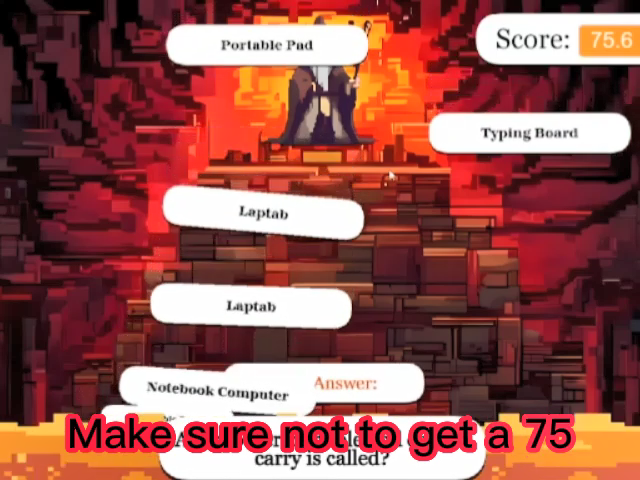 Portable Pad
Score: 75.6
Typing Board
Laptab
Laptab
Answer:
Notebook Computer
Make sure not to get a 75
carry is called?